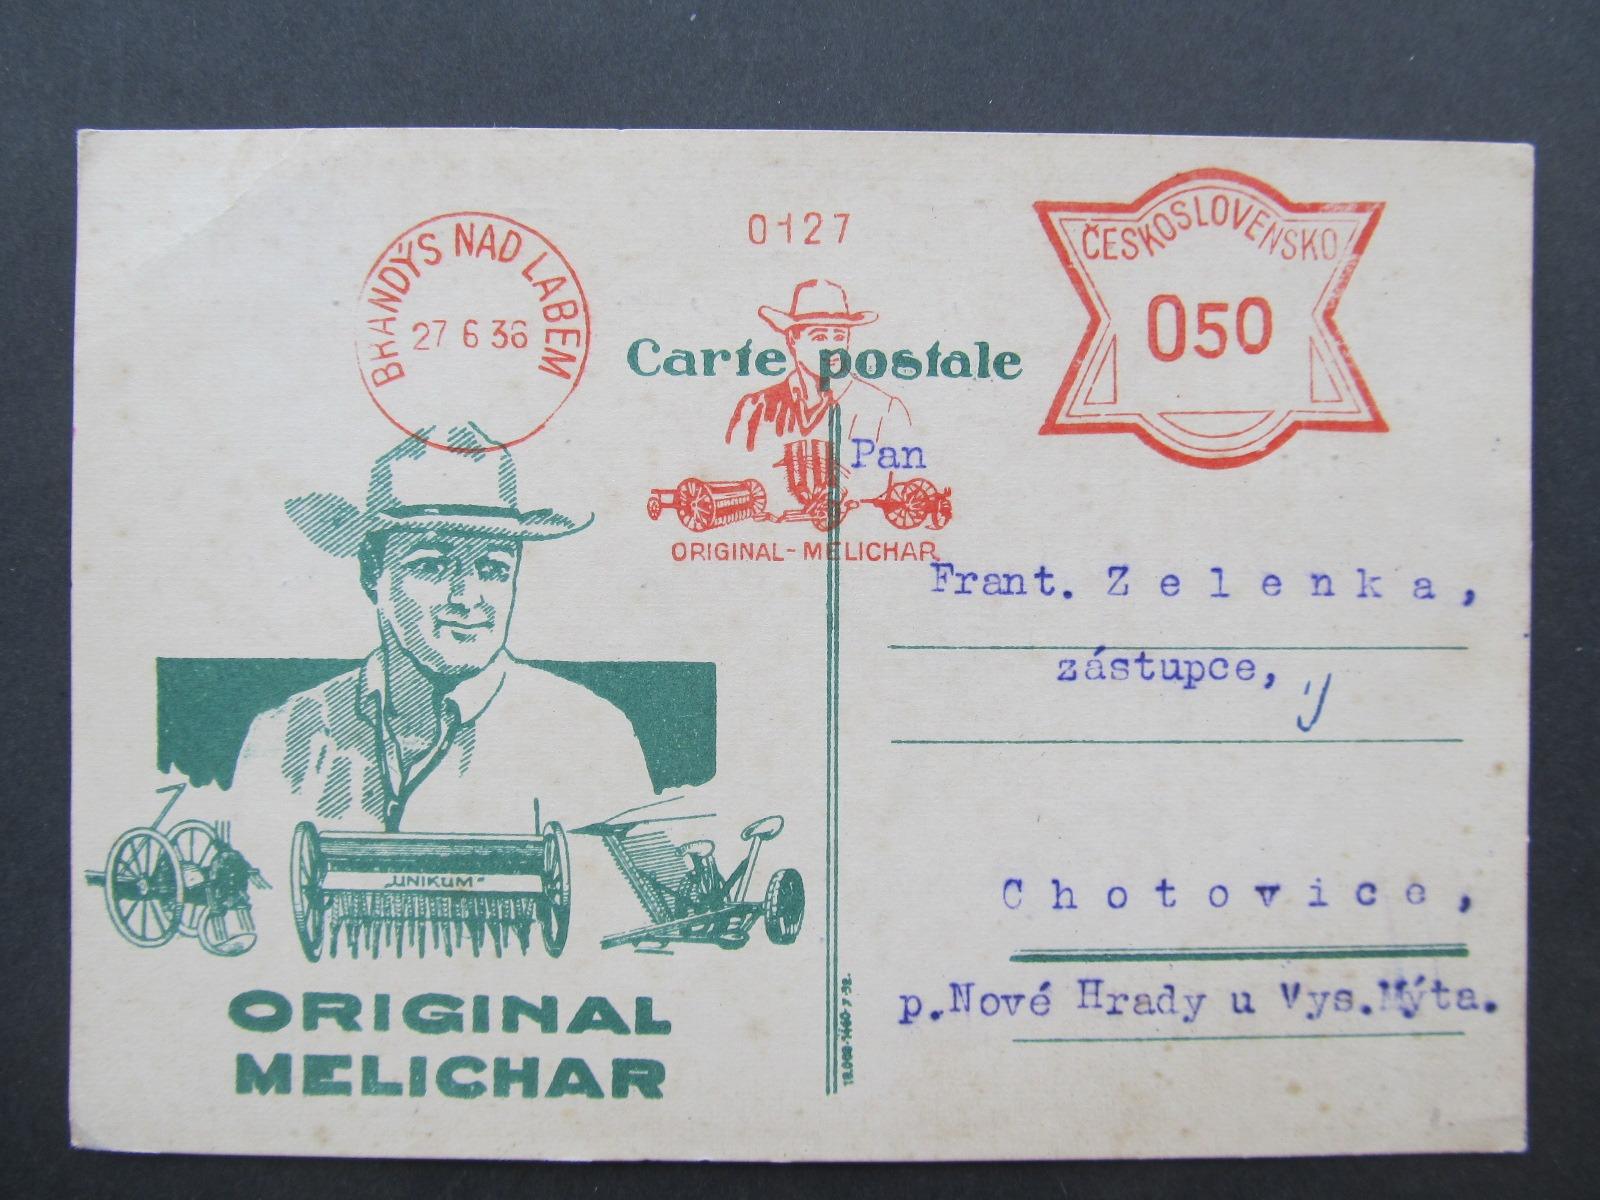 BRANDÝS NAD LABEM
27 6 36
0127
ČESKOSLOVENSKO
050
Carte postale
ORIGINAL-MELICHAR
Pan
Frant. Zelenka,
zástupce,
Chotovice,
p.Nové Hrady u Vys.Mýta.
„UNIKUM"
ORIGINAL
MELICHAR